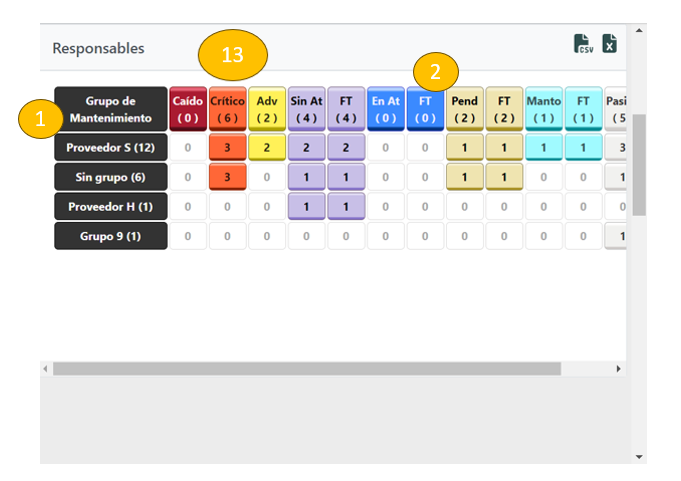 Responsables
13
CSV
X
2
1
Grupo de Mantenimiento Caído (0) Crítico (6) Adv (2) Sin At (4) FT (4) En At (0) FT (0) Pend (2) FT (2) Manto (1) FT (1) Pasi (5
Proveedor S (12) 0 3 2 2 2 0 0 1 1 1 1 3
Sin grupo (6) 0 3 0 1 1 0 0 1 1 0 0 1
Proveedor H (1) 0 0 0 1 1 0 0 0 0 0 0 0
Grupo 9 (1) 0 0 0 0 0 0 0 0 0 0 0 1